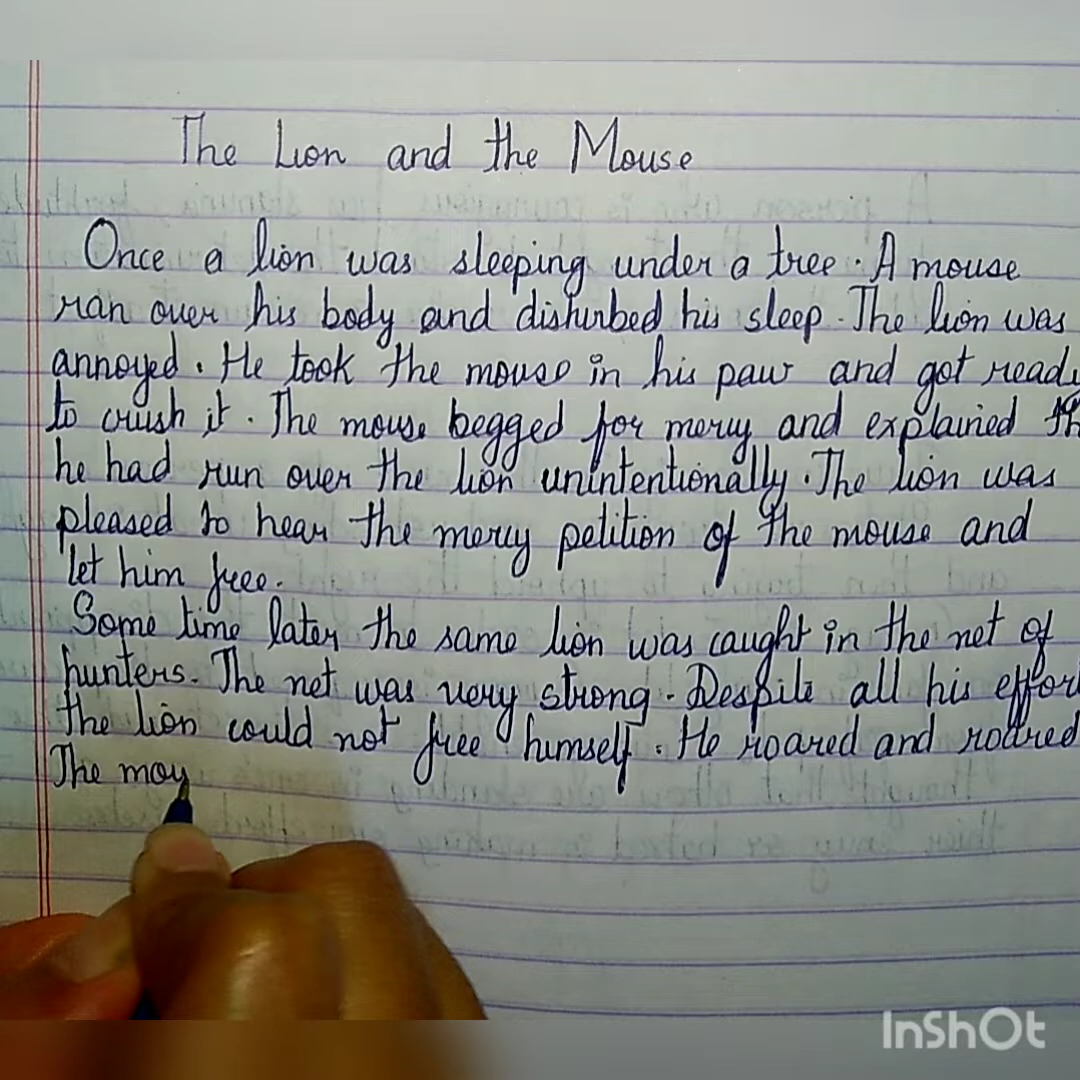 The Lion and the Mouse
Once a lion was sleeping under a tree. A mouse
ran over his body and disturbed his sleep. The lion was
annoyed. He took the mouse in his paw and got ready
to crush it. The mouse begged for mercy and explained th
he had run over the lion unintentionally. The lion was
pleased to hear the mercy petition of the mouse and
let him free.
Some time later the same lion was caught in the net of
hunters. The net was very strong. Despite all his effor
the lion could not free himself. He roared and roared
The mou
InShOt